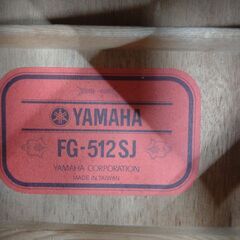 YAMAHA
FG-512SJ
YAMAHA CORPORATION
MADE IN TAIWAN